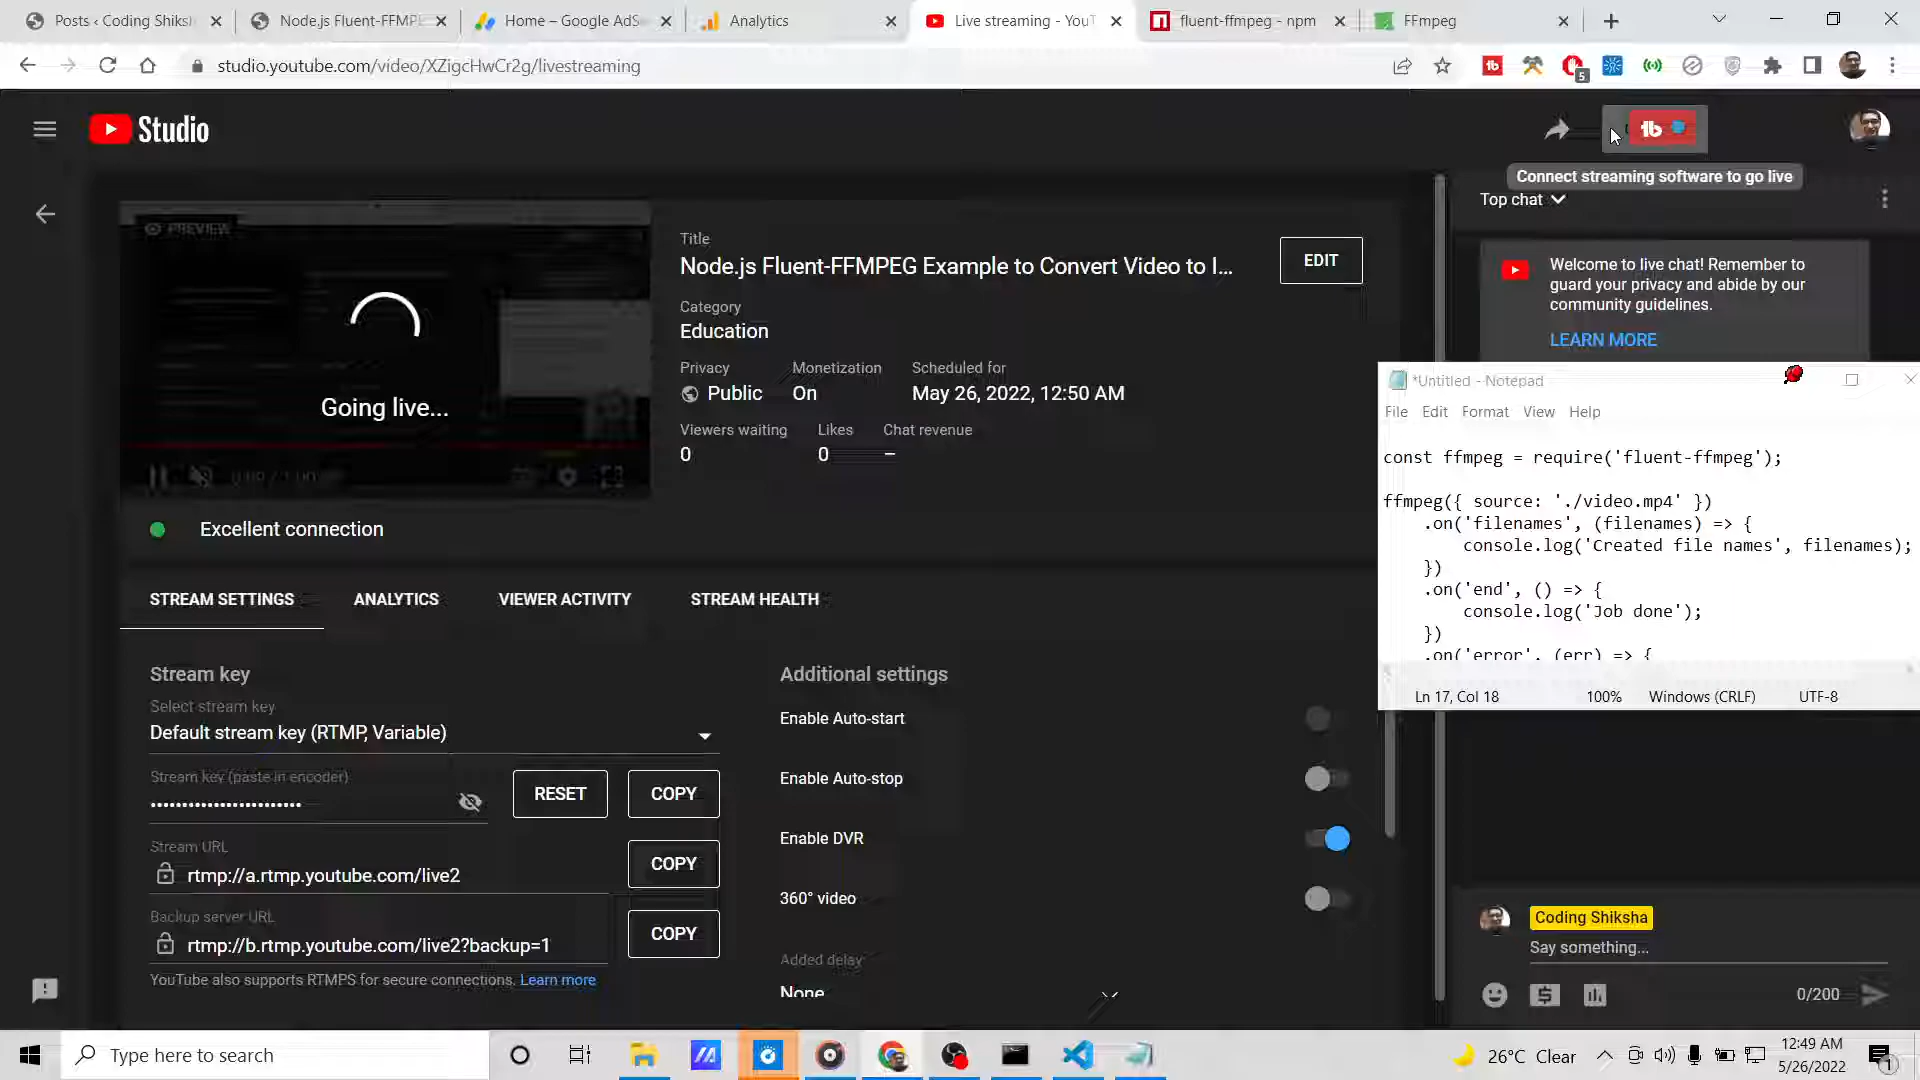 Posts ‹ Coding Shiksh
Node.js Fluent-FFMPE
Home – Google AdS
Analytics
Live streaming - YouT
fluent-ffmpeg - npm
FFmpeg
studio.youtube.com/video/XZigcHwCr2g/livestreaming
5
Studio
Connect streaming software to go live
Top chat
PREVIEW
Going live...
Title
Node.js Fluent-FFMPEG Example to Convert Video to I...
EDIT
Category
Education
Privacy
Monetization
Scheduled for
Public
On
May 26, 2022, 12:50 AM
Viewers waiting
Likes
Chat revenue
0
0
–
Excellent connection
Welcome to live chat! Remember to
guard your privacy and abide by our
community guidelines.
LEARN MORE
*Untitled - Notepad
File Edit Format View Help
const ffmpeg = require('fluent-ffmpeg');
ffmpeg({ source: './video.mp4' })
.on('filenames', (filenames) => {
console.log('Created file names', filenames);
})
.on('end', () => {
console.log('Job done');
})
.on('error', (err) => {
Ln 17, Col 18
100%
Windows (CRLF)
UTF-8
STREAM SETTINGS
ANALYTICS
VIEWER ACTIVITY
STREAM HEALTH
Stream key
Select stream key
Default stream key (RTMP, Variable)
Stream key (paste in encoder)
••••••••••••••••••••••••
RESET
COPY
Stream URL
rtmp://a.rtmp.youtube.com/live2
COPY
Backup server URL
rtmp://b.rtmp.youtube.com/live2?backup=1
COPY
YouTube also supports RTMPS for secure connections. Learn more
Additional settings
Enable Auto-start
Enable Auto-stop
Enable DVR
360° video
Added delay
None
Coding Shiksha
Say something...
0/200
Type here to search
26°C Clear
12:49 AM
5/26/2022
1